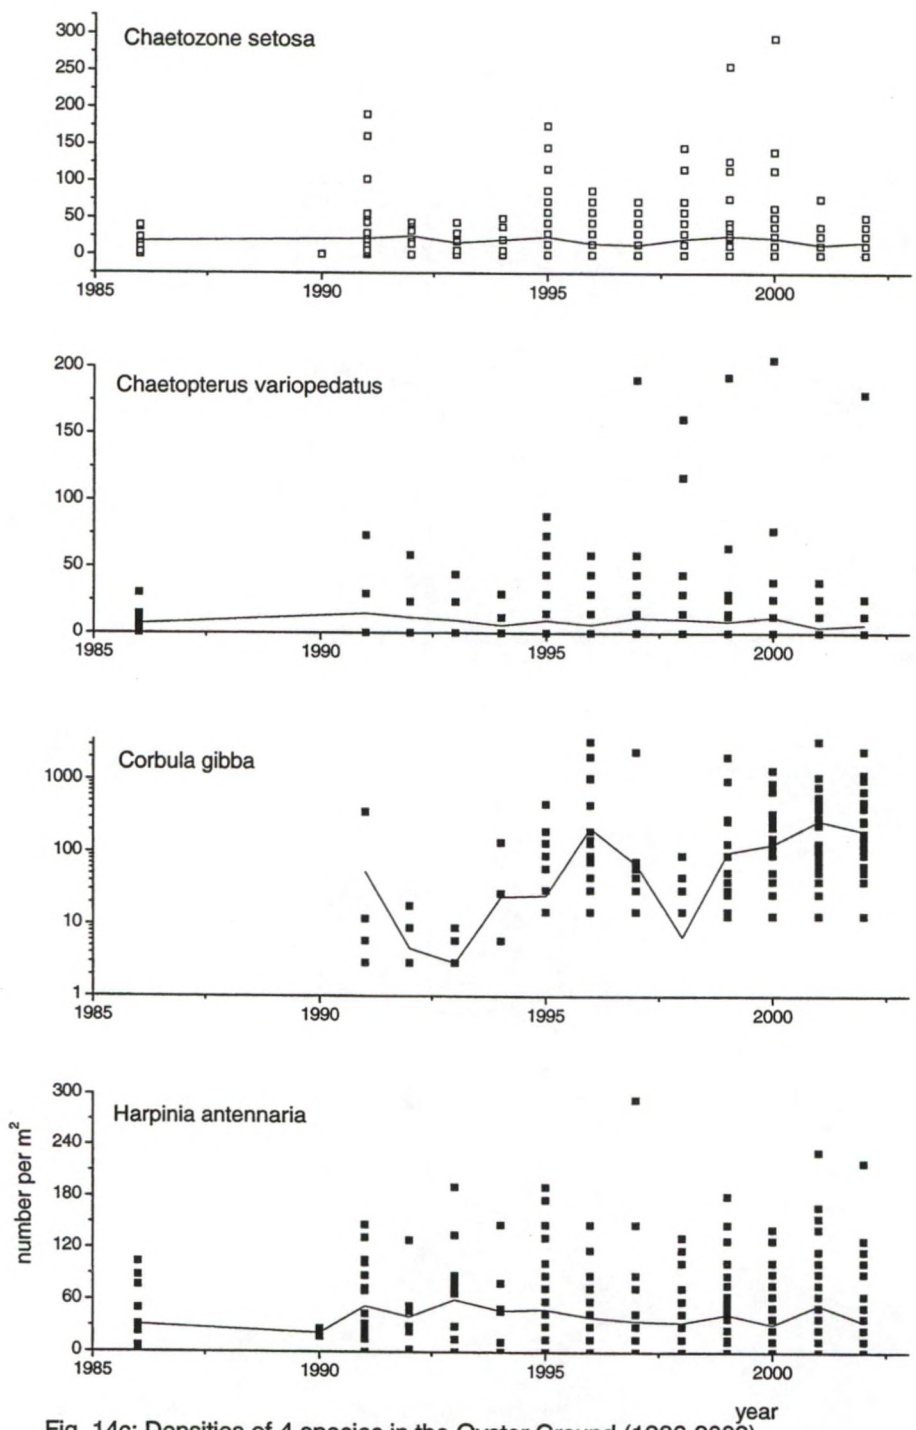 Chaetozone setosa
300
250
200
150
100
50
0
1985 1990 1995 2000
Chaetopterus variopedatus
200
150
100
50
0
1985 1990 1995 2000
Corbula gibba
1000
100
10
1
1985 1990 1995 2000
Harpinia antennaria
number per m²
300
240
180
120
60
0
1985 1990 1995 2000
year
Fig. Densities of 4 species in the Oyster Ground